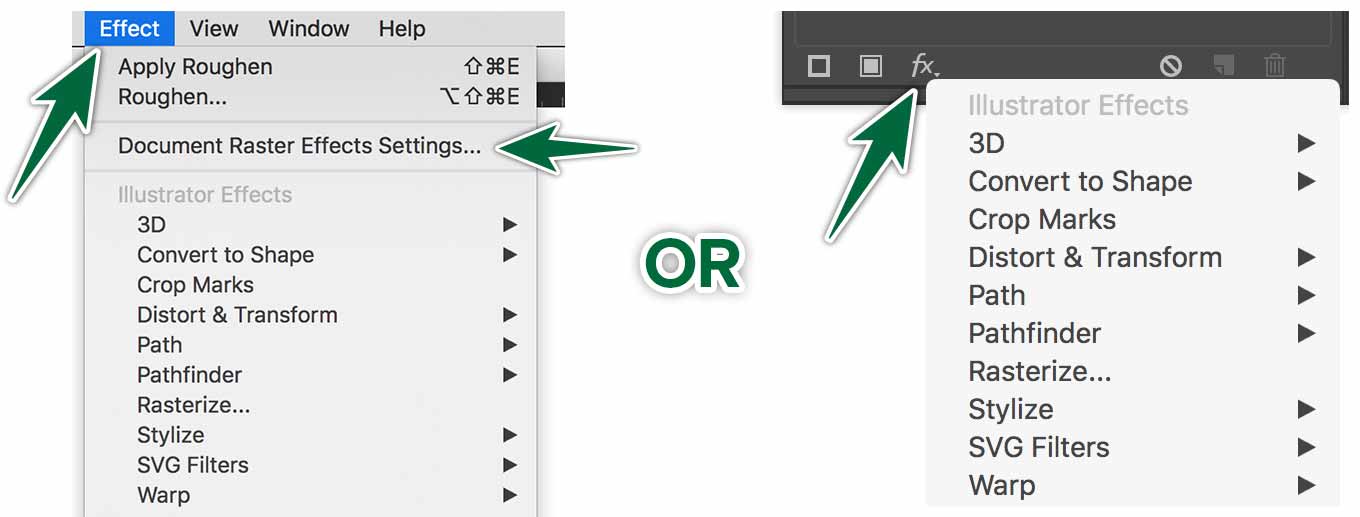 Effect View Window Help
Apply Roughen ⇧⌘E
Roughen... ⌥⇧⌘E
Document Raster Effects Settings...
Illustrator Effects
3D
Convert to Shape
Crop Marks
Distort & Transform
Path
Pathfinder
Rasterize...
Stylize
SVG Filters
Warp
OR
fx
Illustrator Effects
3D
Convert to Shape
Crop Marks
Distort & Transform
Path
Pathfinder
Rasterize...
Stylize
SVG Filters
Warp